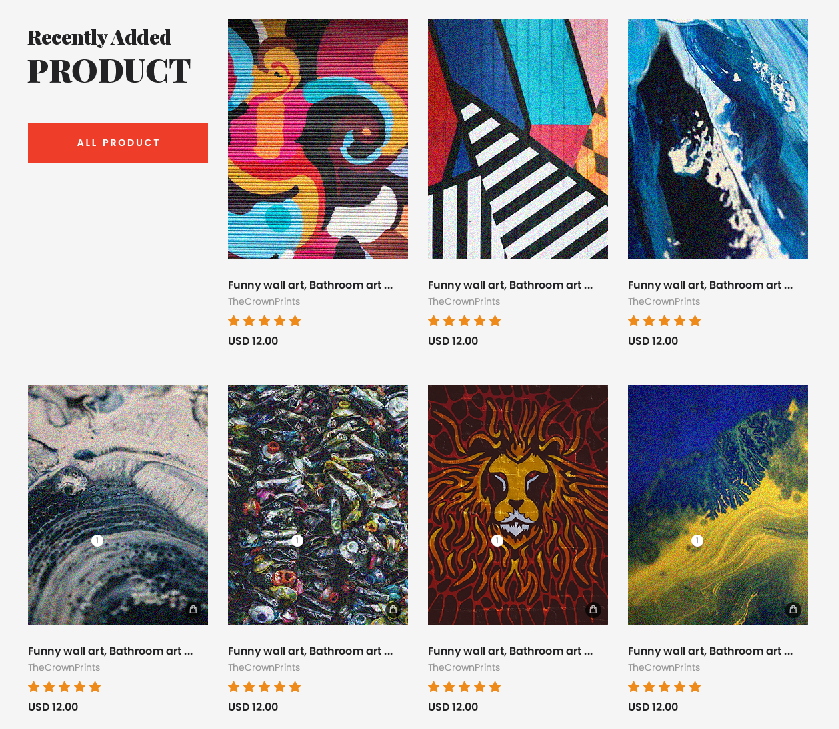 Recently Added
PRODUCT
ALL PRODUCT
Funny wall art, Bathroom art ...
TheCrownPrints
USD 12.00
Funny wall art, Bathroom art ...
TheCrownPrints
USD 12.00
Funny wall art, Bathroom art ...
TheCrownPrints
USD 12.00
Funny wall art, Bathroom art ...
TheCrownPrints
USD 12.00
Funny wall art, Bathroom art ...
TheCrownPrints
USD 12.00
Funny wall art, Bathroom art ...
TheCrownPrints
USD 12.00
Funny wall art, Bathroom art ...
TheCrownPrints
USD 12.00